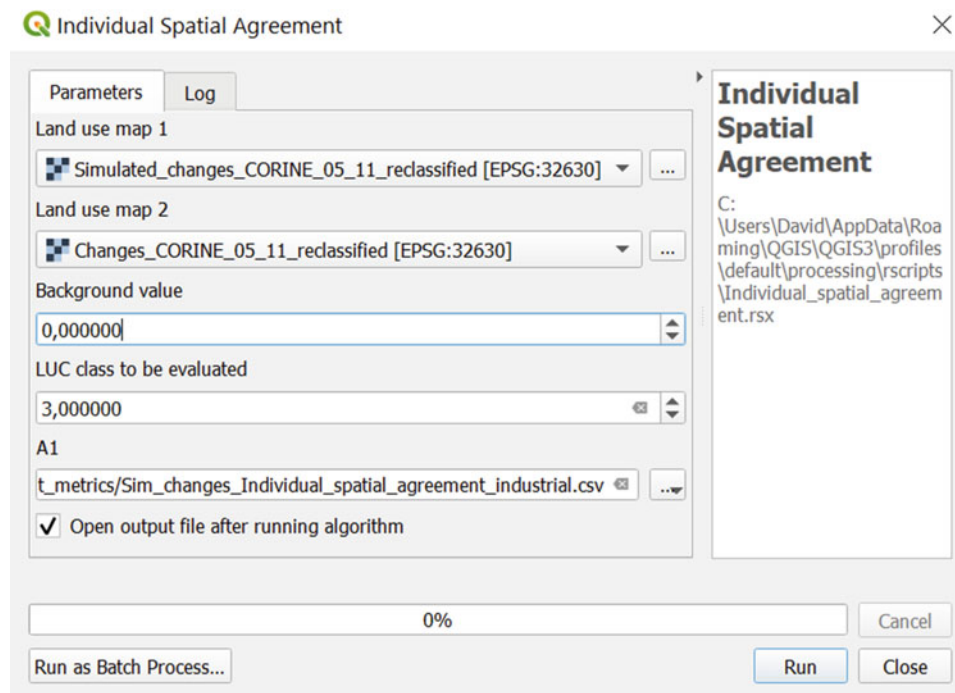 Individual Spatial Agreement
Parameters
Log
Land use map 1
Simulated_changes_CORINE_05_11_reclassified [EPSG:32630]
...
Land use map 2
Changes_CORINE_05_11_reclassified [EPSG:32630]
...
Background value
0,000000
LUC class to be evaluated
3,000000
A1
t_metrics/Sim_changes_Individual_spatial_agreement_industrial.csv
...
Open output file after running algorithm
Individual
Spatial
Agreement
C:
\Users\David\AppData\Roa
ming\QGIS\QGIS3\profiles
\default\processing\rscripts
\Individual_spatial_agreem
ent.rsx
0%
Cancel
Run as Batch Process...
Run
Close